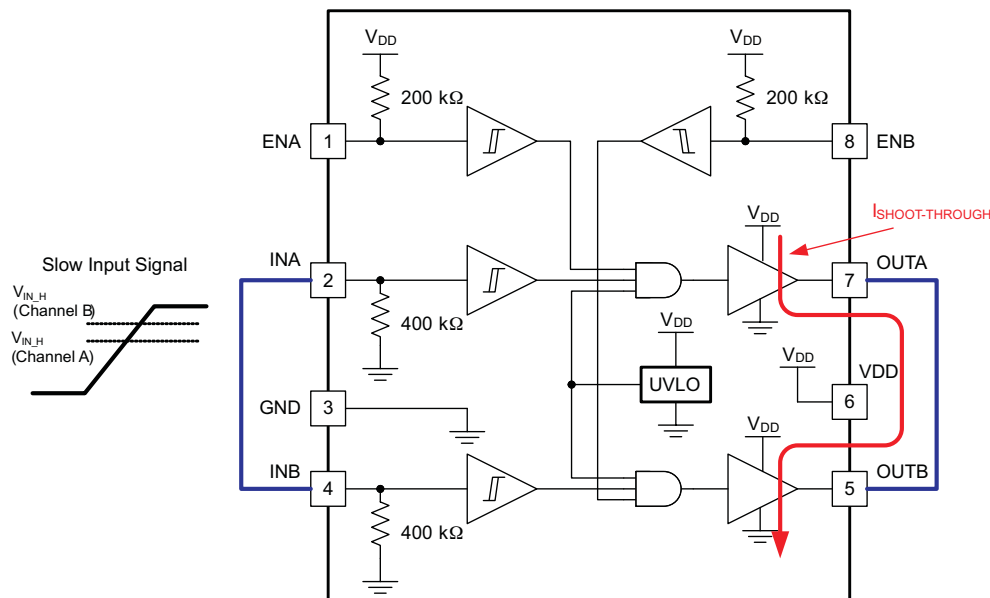 VDD
VDD
200 kΩ
200 kΩ
ENA
1
8
ENB
ISHOOT-THROUGH
VDD
Slow Input Signal
INA
2
7
OUTA
VIN_H
(Channel B)
VIN_H
(Channel A)
400 kΩ
VDD
VDD
VDD
UVLO
6
GND
3
VDD
INB
4
5
OUTB
400 kΩ